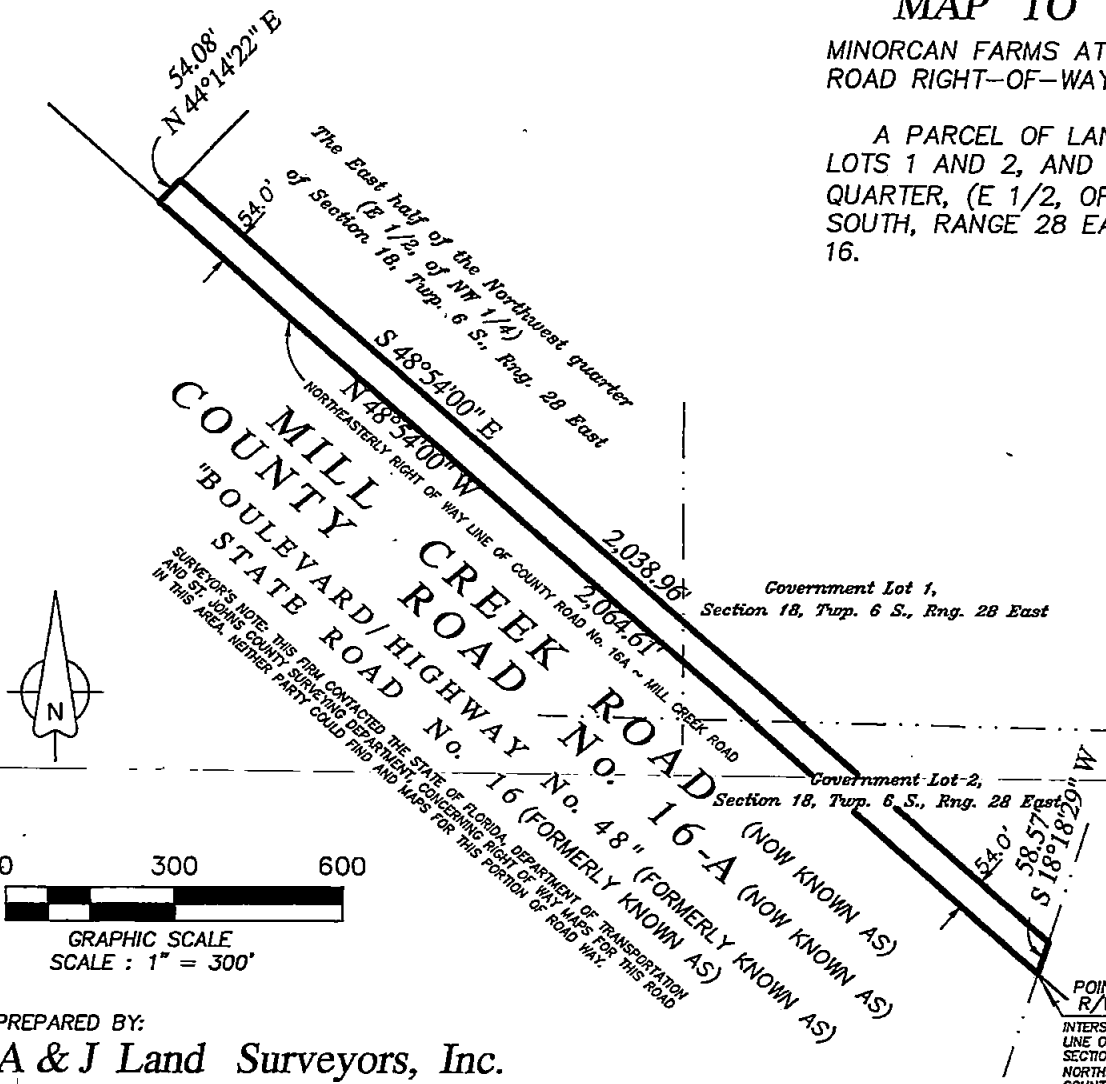 MAP TO
MINORCAN FARMS AT
ROAD RIGHT-OF-WAY
A PARCEL OF LAN
LOTS 1 AND 2, AND
QUARTER, (E 1/2, OF
SOUTH, RANGE 28 EA
16.
54.08'
N 44°14'22" E
The East half of the Northwest quarter
(E 1/2, of NW 1/4)
of Section 18, Twp. 6 S., Rng. 28 East
54.0'
S 48°54'00" E
N 48°54'00" W
2,038.96'
2,064.61'
NORTHEASTERLY RIGHT OF WAY LINE OF COUNTY ROAD No. 16A ~ MILL CREEK ROAD
MILL CREEK ROAD (NOW KNOWN AS)
COUNTY ROAD No. 16-A (NOW KNOWN AS)
"BOULEVARD/HIGHWAY No. 48" (FORMERLY KNOWN AS)
STATE ROAD No. 16 (FORMERLY KNOWN AS)
SURVEYOR'S NOTE: THIS FIRM CONTACTED THE STATE OF FLORIDA, DEPARTMENT OF TRANSPORTATION
AND ST. JOHNS COUNTY SURVEYING DEPARTMENT, CONCERNING RIGHT OF WAY MAPS FOR THIS ROAD
IN THIS AREA. NEITHER PARTY COULD FIND AND MAPS FOR THIS PORTION OF ROAD WAY.
Government Lot 1,
Section 18, Twp. 6 S., Rng. 28 East
Government Lot 2,
Section 18, Twp. 6 S., Rng. 28 East
54.0'
58.57'
S 18°18'29" W
N
0 300 600
GRAPHIC SCALE
SCALE : 1" = 300'
POIN
R/
INTERS
LINE O
SECTIO
NORTH
COUNT
PREPARED BY:
A & J Land Surveyors, Inc.